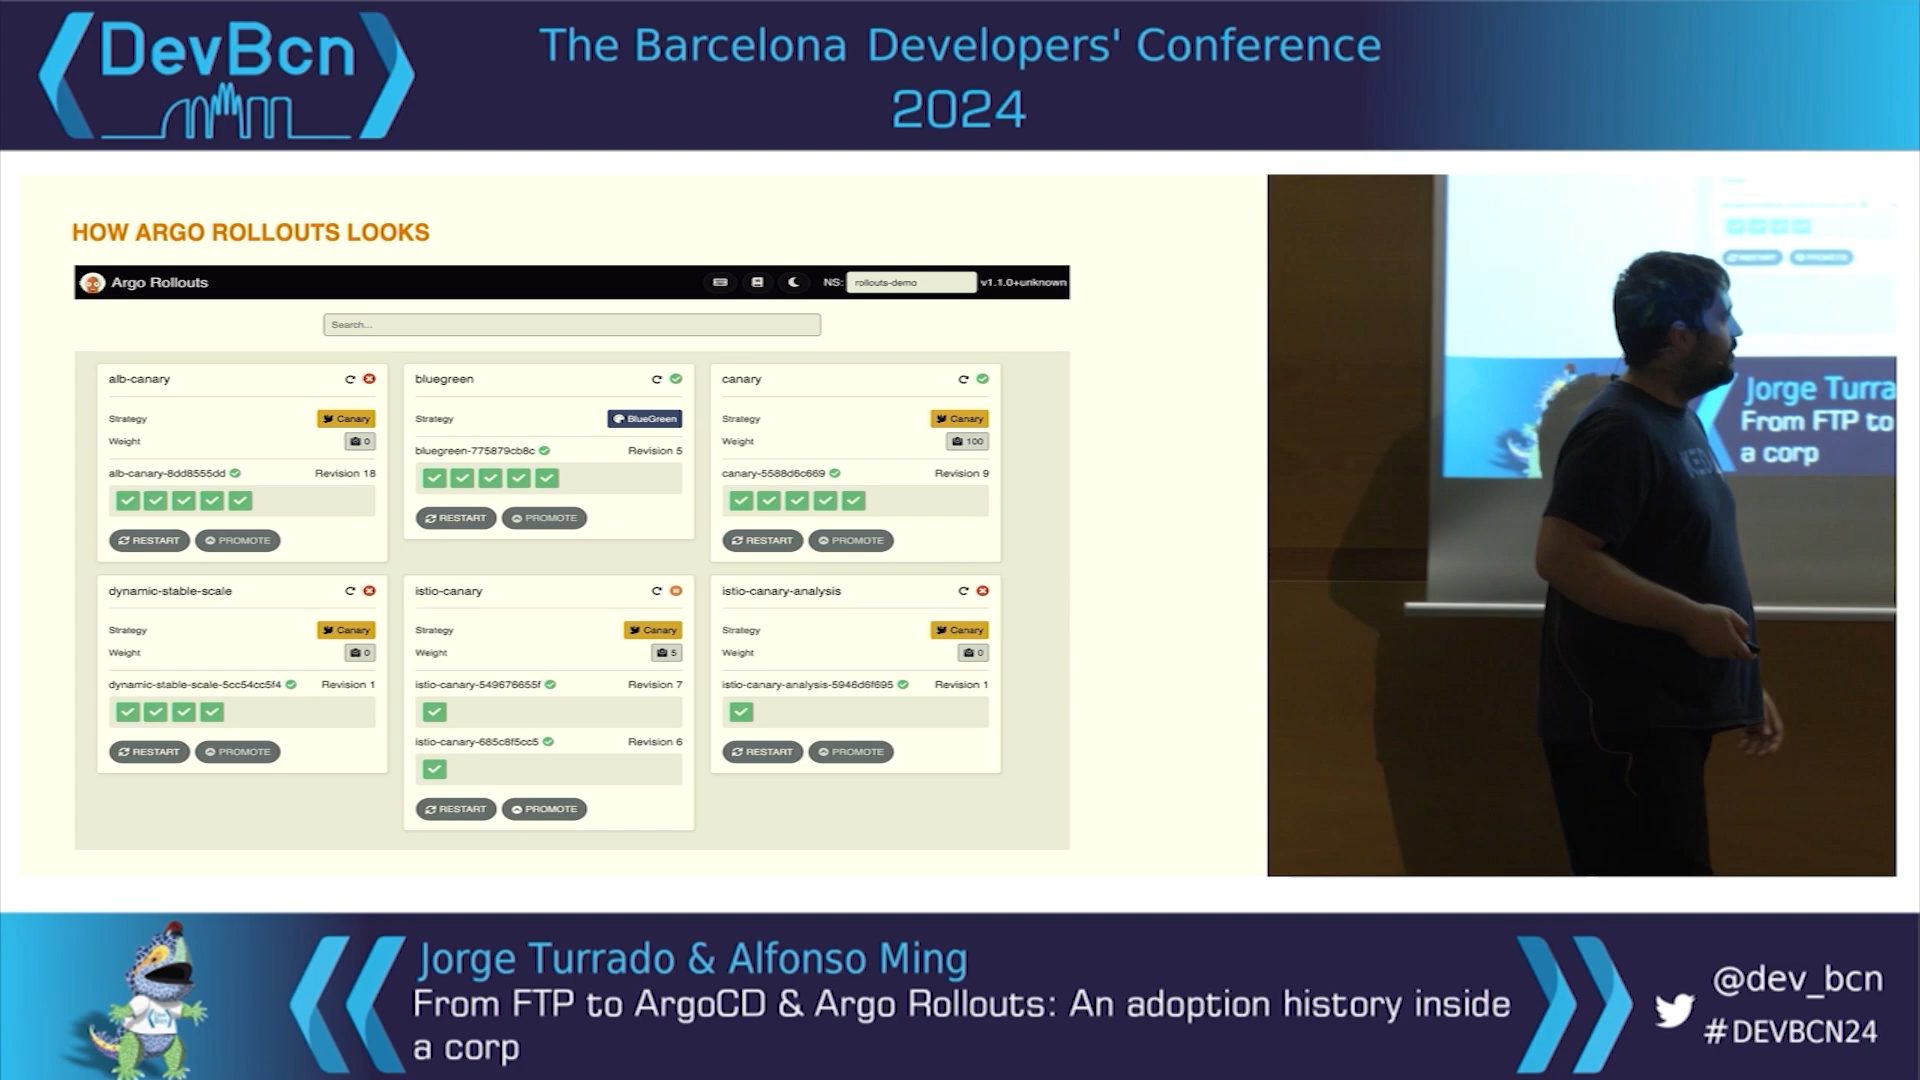 DevBcn
The Barcelona Developers' Conference
2024
HOW ARGO ROLLOUTS LOOKS
Argo Rollouts
NS: rollouts-demo v1.1.0+unknown
Search...
alb-canary
Strategy Canary
Weight 0
alb-canary-8dd8555dd Revision 18
RESTART PROMOTE
bluegreen
Strategy BlueGreen
bluegreen-775879cb8c Revision 5
RESTART PROMOTE
canary
Strategy Canary
Weight 100
canary-5588d6c669 Revision 9
RESTART PROMOTE
dynamic-stable-scale
Strategy Canary
Weight 0
dynamic-stable-scale-5cc54cc5f4 Revision 1
RESTART PROMOTE
istio-canary
Strategy Canary
Weight 5
istio-canary-549676655f Revision 7
istio-canary-685c8f5cc5 Revision 6
RESTART PROMOTE
istio-canary-analysis
Strategy Canary
Weight 0
istio-canary-analysis-5946d6f695 Revision 1
RESTART PROMOTE
RESTART PROMOTE
Jorge Turra
From FTP to
a corp
Jorge Turrado & Alfonso Ming
From FTP to ArgoCD & Argo Rollouts: An adoption history inside
a corp
@dev_bcn
#DEVBCN24